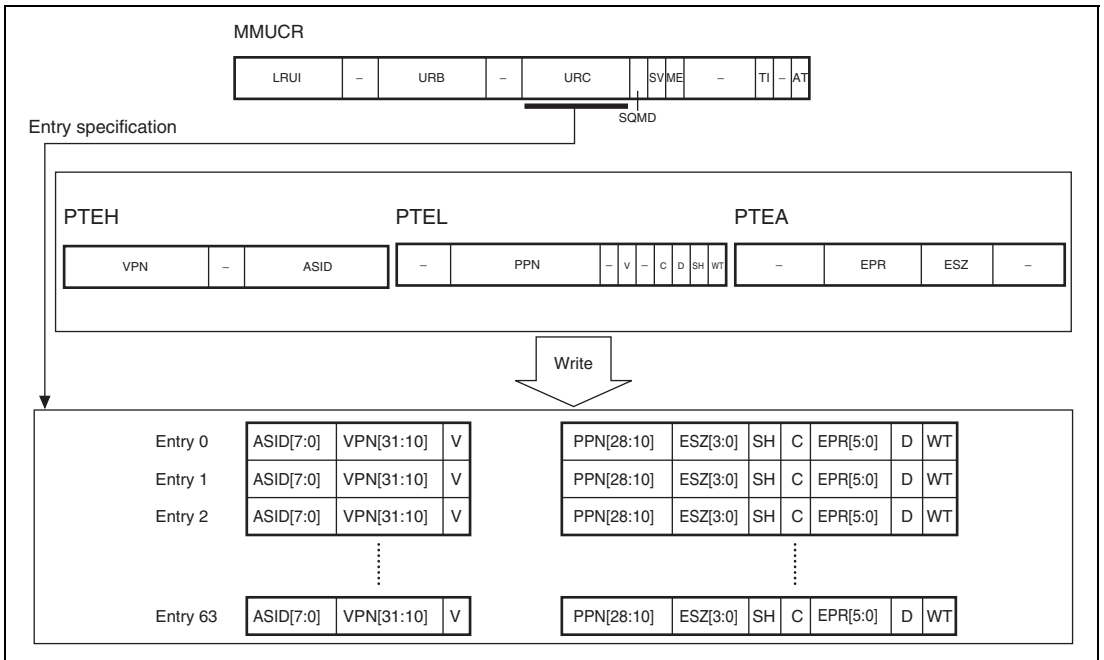 MMUCR
LRUI – URB – URC SV ME – TI – AT
SQMD
Entry specification
PTEH PTEL PTEA
VPN – ASID – PPN – V – C D SH WT – EPR ESZ –
Write
Entry 0 ASID[7:0] VPN[31:10] V PPN[28:10] ESZ[3:0] SH C EPR[5:0] D WT
Entry 1 ASID[7:0] VPN[31:10] V PPN[28:10] ESZ[3:0] SH C EPR[5:0] D WT
Entry 2 ASID[7:0] VPN[31:10] V PPN[28:10] ESZ[3:0] SH C EPR[5:0] D WT
Entry 63 ASID[7:0] VPN[31:10] V PPN[28:10] ESZ[3:0] SH C EPR[5:0] D WT